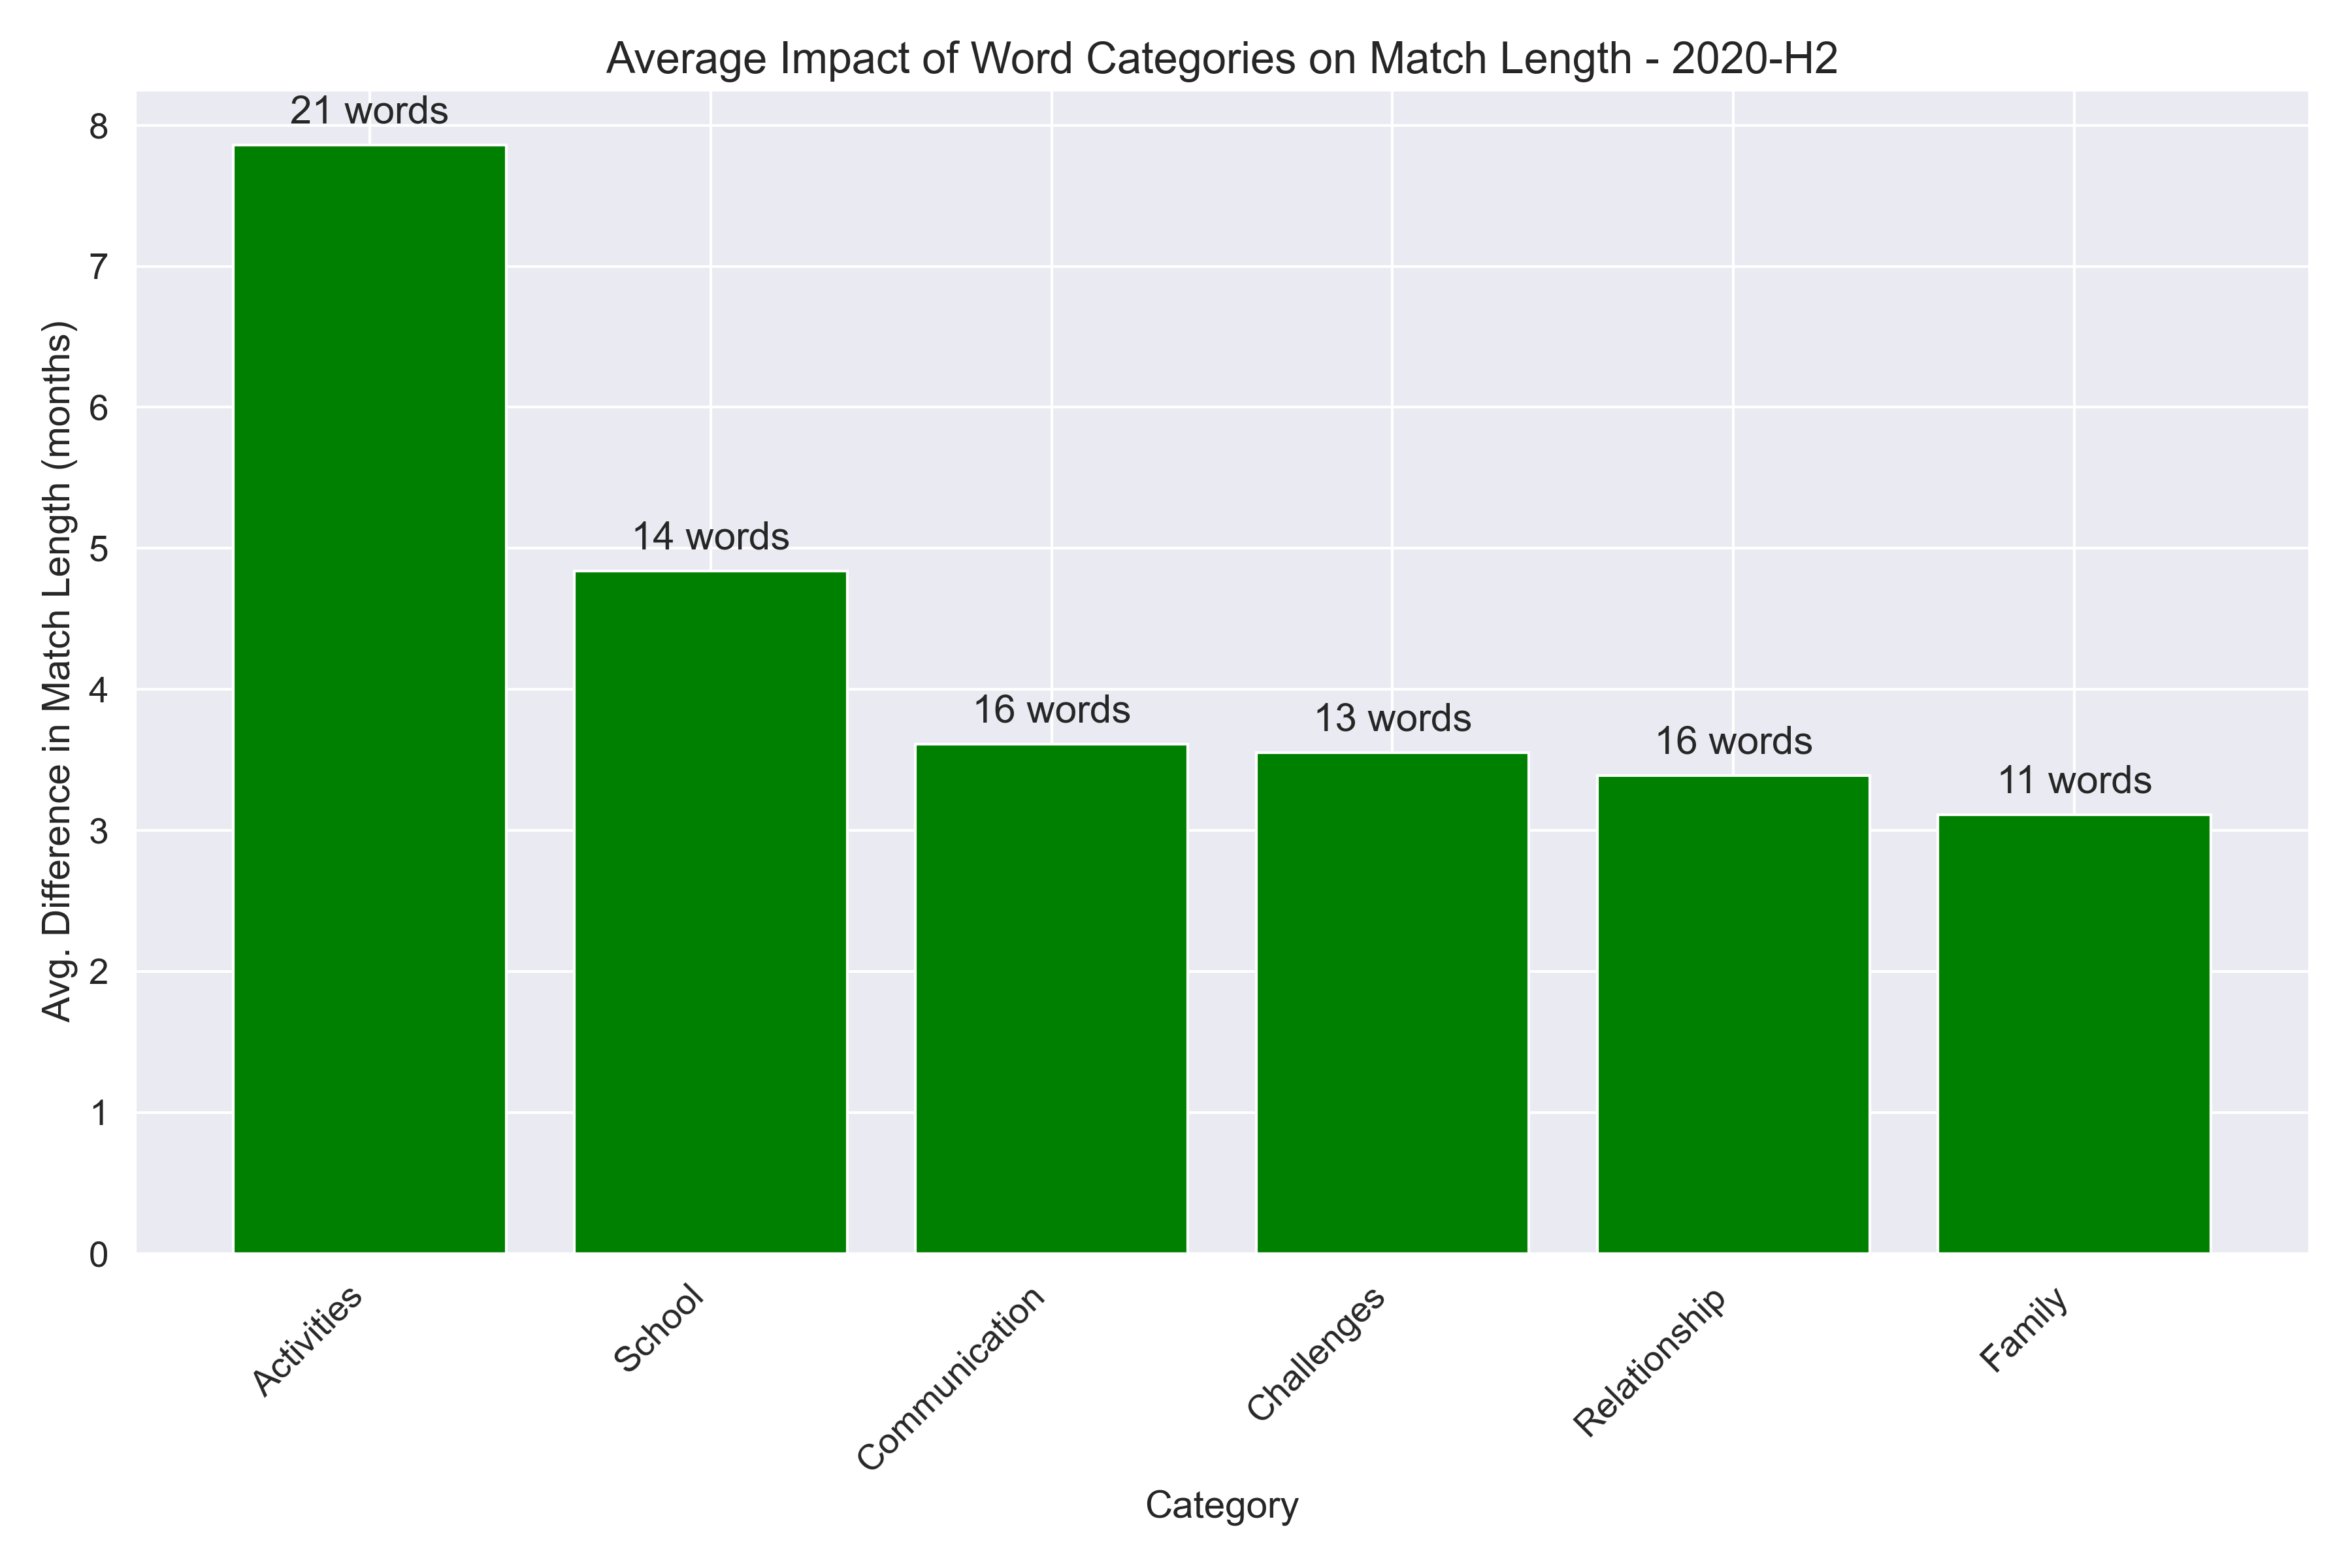 Average Impact of Word Categories on Match Length - 2020-H2
Avg. Difference in Match Length (months)
8
7
6
5
4
3
2
1
0
21 words
14 words
16 words
13 words
16 words
11 words
Activities
School
Communication
Challenges
Relationship
Family
Category